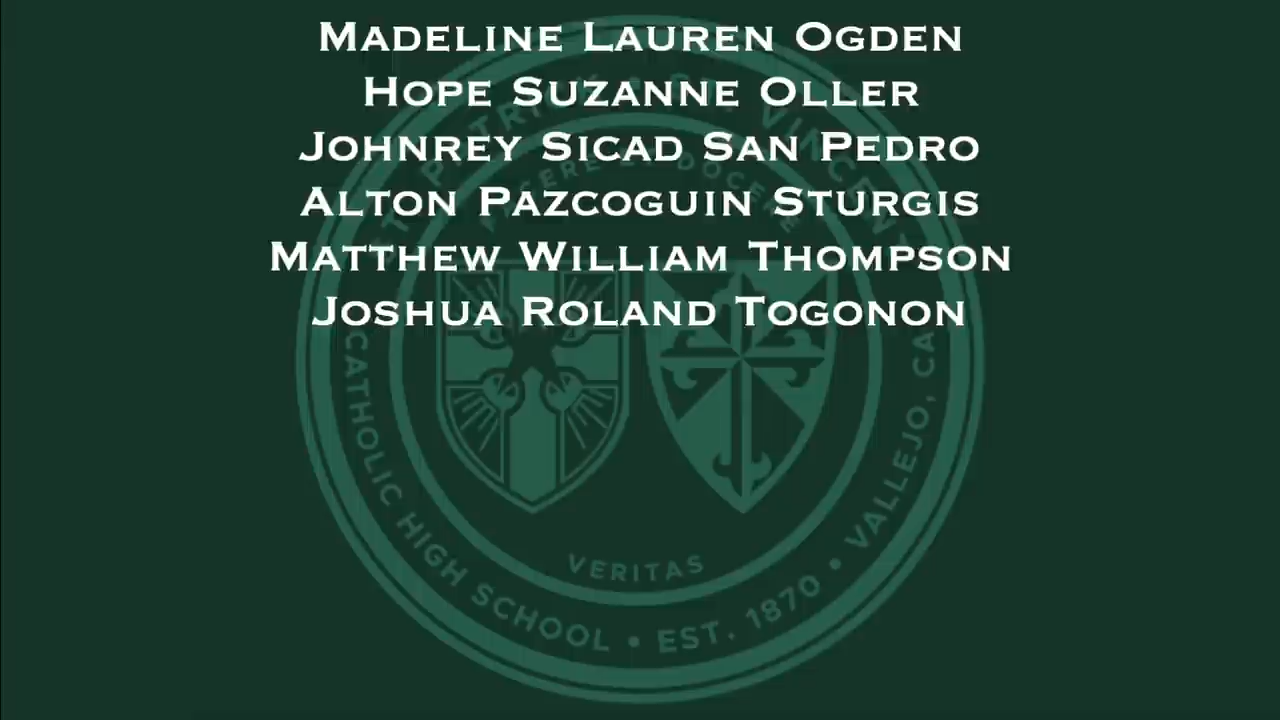 MADELINE LAUREN OGDEN
HOPE SUZANNE OLLER
JOHNREY SICAD SAN PEDRO
ALTON PAZCOGUIN STURGIS
MATTHEW WILLIAM THOMPSON
JOSHUA ROLAND TOGONON
VERITAS
CATHOLIC HIGH SCHOOL • EST. 1870 • VALLEJO, CA